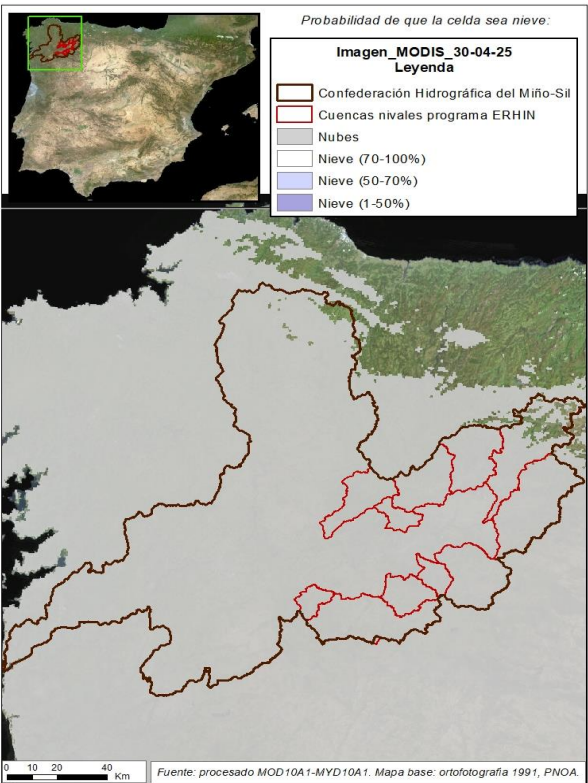 Probabilidad de que la celda sea nieve:
Imagen_MODIS_30-04-25
Leyenda
Confederación Hidrográfica del Miño-Sil
Cuencas nivales programa ERHIN
Nubes
Nieve (70-100%)
Nieve (50-70%)
Nieve (1-50%)
0 10 20 40
Km
Fuente: procesado MOD10A1-MYD10A1. Mapa base: ortofotografía 1991, PNOA.